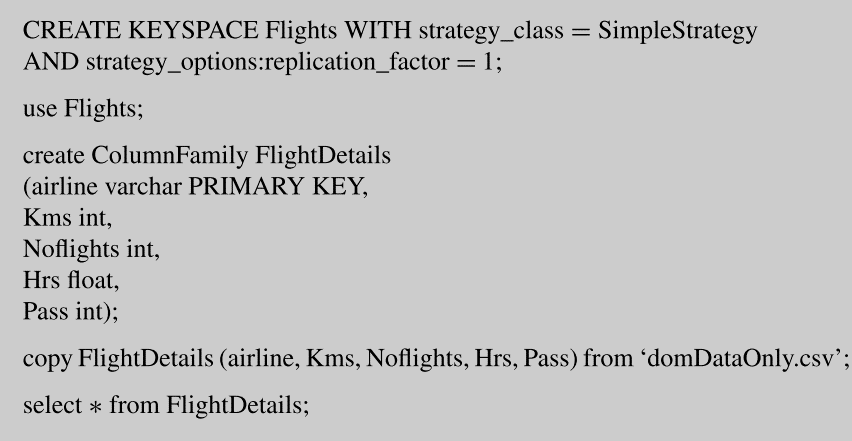 CREATE KEYSPACE Flights WITH strategy_class = SimpleStrategy
AND strategy_options:replication_factor = 1;
use Flights;
create ColumnFamily FlightDetails
(airline varchar PRIMARY KEY,
Kms int,
Noflights int,
Hrs float,
Pass int);
copy FlightDetails (airline, Kms, Noflights, Hrs, Pass) from ‘domDataOnly.csv’;
select ∗ from FlightDetails;